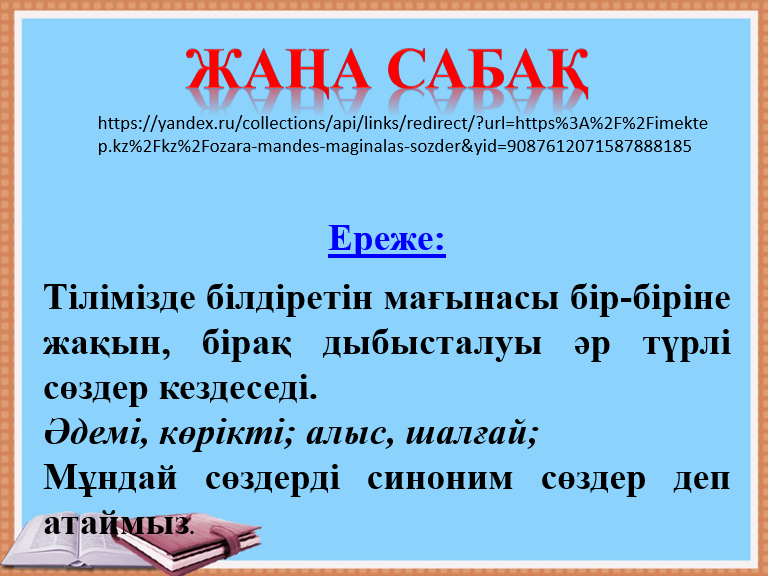 ЖАҢА САБАҚ
https://yandex.ru/collections/api/links/redirect/?url=https%3A%2F%2Fimekte
p.kz%2Fkz%2Fozara-mandes-maginalas-sozder&yid=9087612071587888185
Ереже:
Тілімізде білдіретін мағынасы бір-біріне
жақын, бірақ дыбысталуы әр түрлі
сөздер кездеседі.
Әдемі, көрікті; алыс, шалғай;
Мұндай сөздерді синоним сөздер деп
атаймыз.